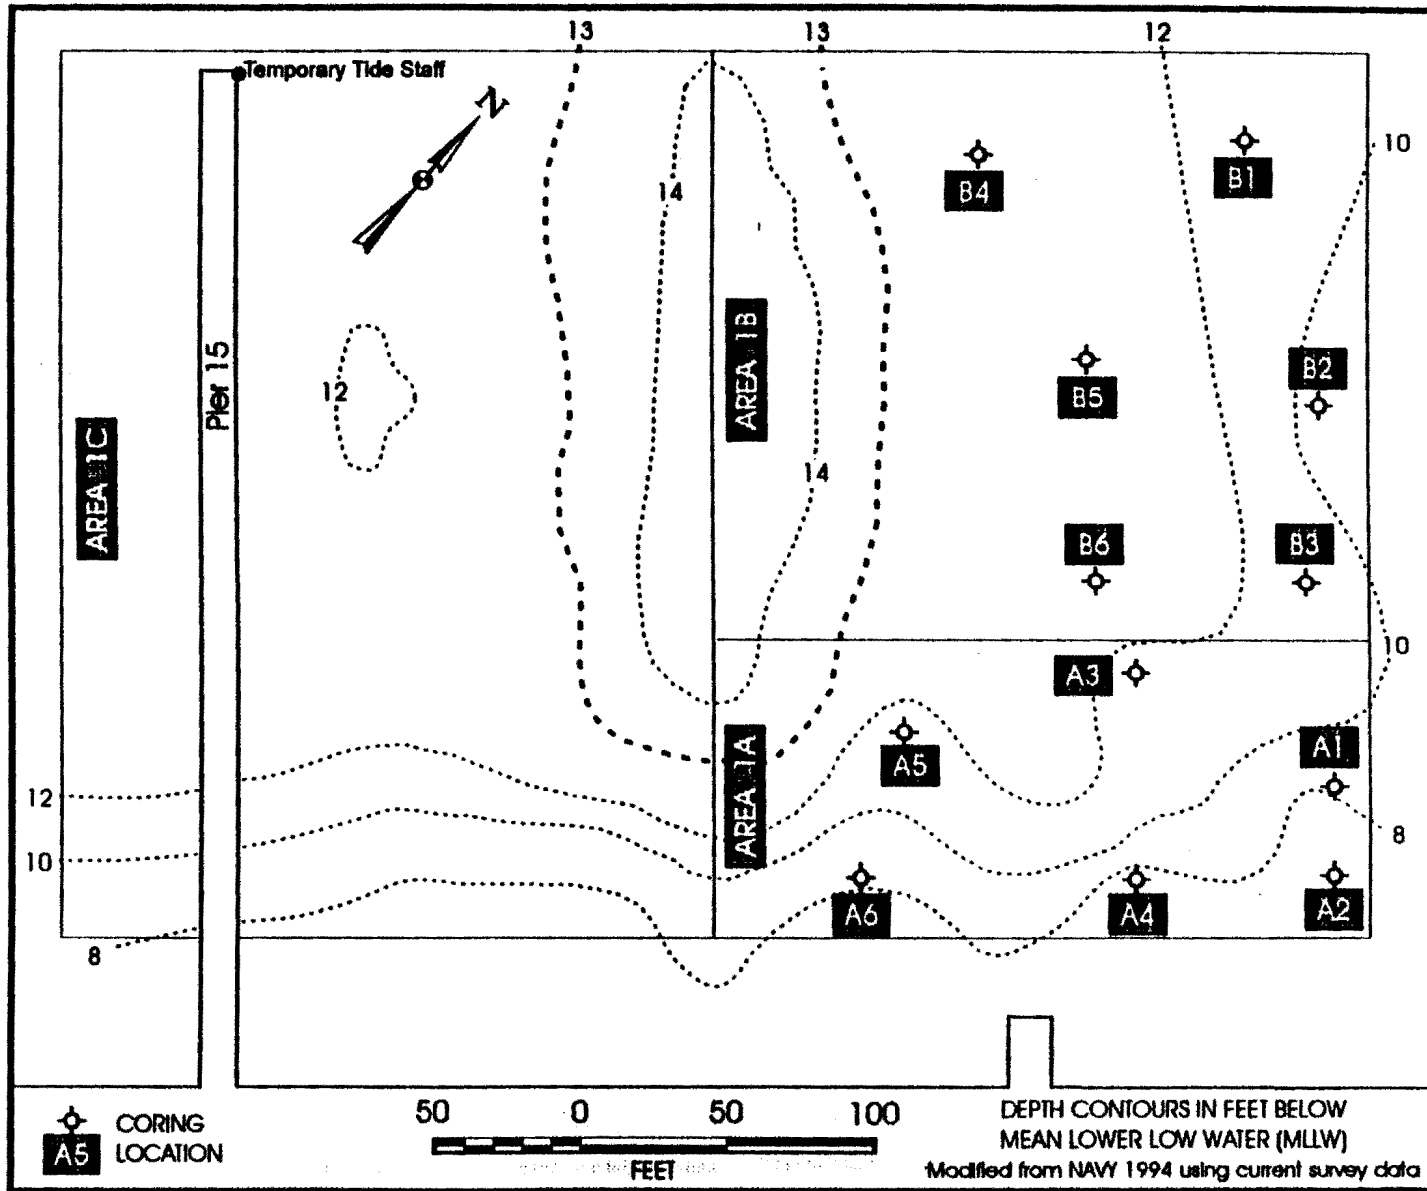 13 13 12
Temporary Tide Staff
N
10
14
B4 B1
Pier 15
AREA 1B
12
B5 B2
AREA 1C
14
B6 B3
10
A3
A1
A5
AREA 1A
12
8
10
A6 A4 A2
8
CORING
A5 LOCATION
50 0 50 100
FEET
DEPTH CONTOURS IN FEET BELOW
MEAN LOWER LOW WATER (MLLW)
Modified from NAVY 1994 using current survey data